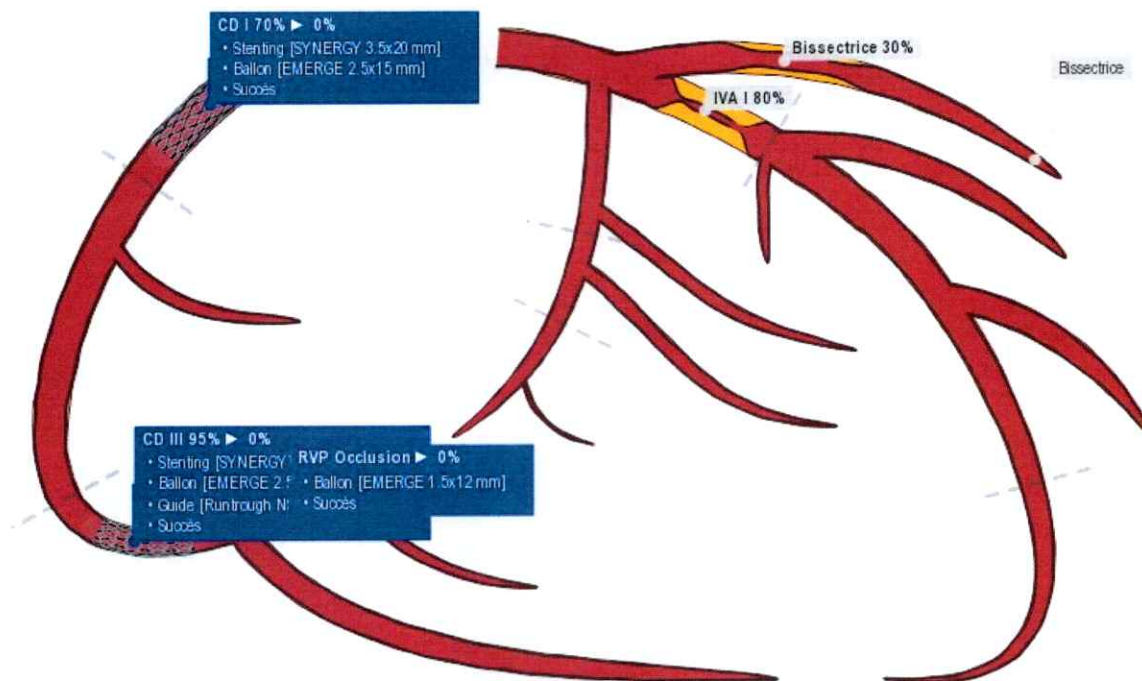 CD I 70% ► 0%
• Stenting [SYNERGY 3.5x20 mm]
• Ballon [EMERGE 2.5x15 mm]
• Succès
Bissectrice 30%
Bissectrice
IVA I 80%
CD III 95% ► 0%
• Stenting [SYNERGY
• Ballon [EMERGE 2.5
• Guide [Runtrough N
• Succès
RVP Occlusion ► 0%
• Ballon [EMERGE 1.5x12 mm]
• Succès